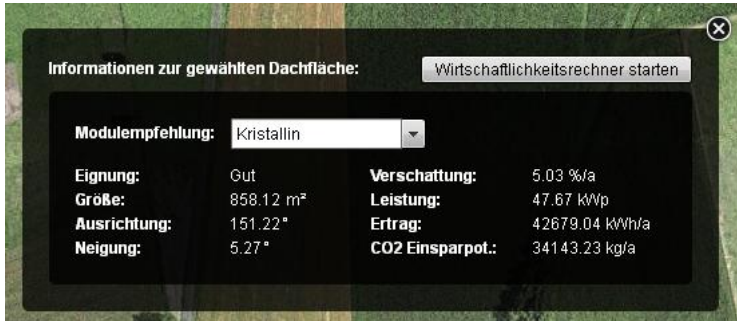 Informationen zur gewählten Dachfläche: Wirtschaftlichkeitsrechner starten
Modulempfehlung: Kristallin
Eignung: Gut Verschattung: 5.03 %/a
Größe: 858.12 m² Leistung: 47.67 kWp
Ausrichtung: 151.22° Ertrag: 42679.04 kWh/a
Neigung: 5.27° CO2 Einsparpot.: 34143.23 kg/a